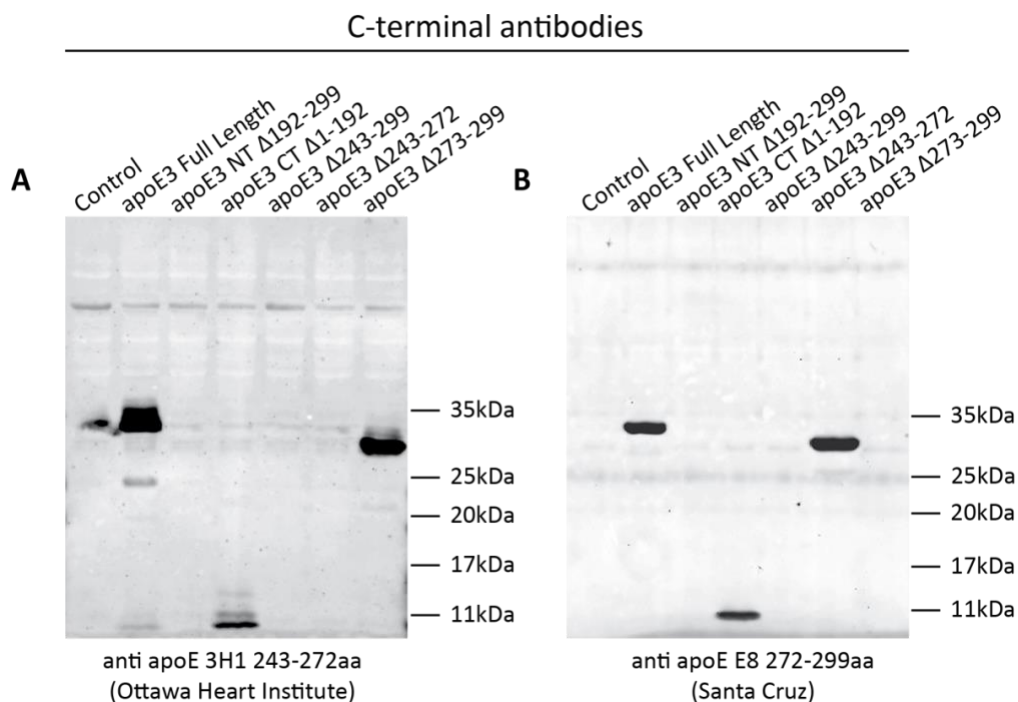 C-terminal antibodies
A
Control
apoE3 Full Length
apoE3 NT Δ192-299
apoE3 CT Δ1-192
apoE3 Δ243-299
apoE3 Δ243-272
apoE3 Δ273-299
35kDa
25kDa
20kDa
17kDa
11kDa
anti apoE 3H1 243-272aa
(Ottawa Heart Institute)
B
Control
apoE3 Full Length
apoE3 NT Δ192-299
apoE3 CT Δ1-192
apoE3 Δ243-299
apoE3 Δ243-272
apoE3 Δ273-299
35kDa
25kDa
20kDa
17kDa
11kDa
anti apoE E8 272-299aa
(Santa Cruz)